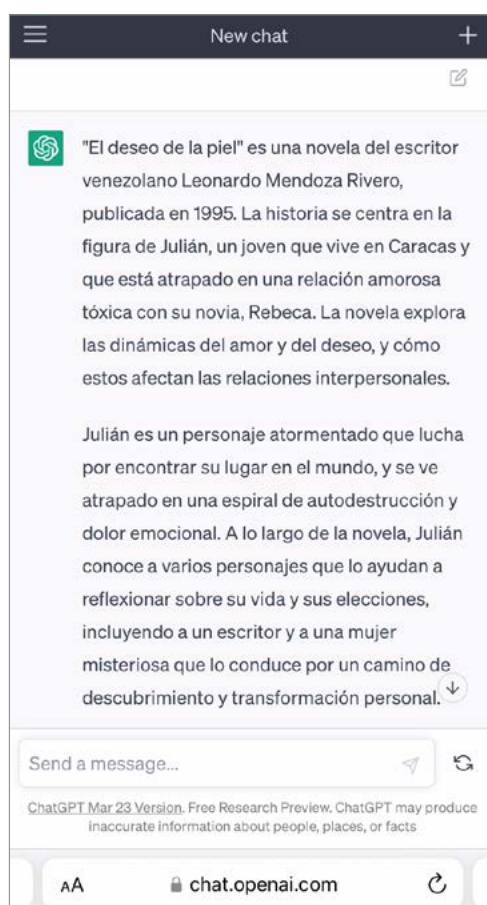 New chat
"El deseo de la piel" es una novela del escritor
venezolano Leonardo Mendoza Rivero,
publicada en 1995. La historia se centra en la
figura de Julián, un joven que vive en Caracas y
que está atrapado en una relación amorosa
tóxica con su novia, Rebeca. La novela explora
las dinámicas del amor y del deseo, y cómo
estos afectan las relaciones interpersonales.
Julián es un personaje atormentado que lucha
por encontrar su lugar en el mundo, y se ve
atrapado en una espiral de autodestrucción y
dolor emocional. A lo largo de la novela, Julián
conoce a varios personajes que lo ayudan a
reflexionar sobre su vida y sus elecciones,
incluyendo a un escritor y a una mujer
misteriosa que lo conduce por un camino de
descubrimiento y transformación personal.
Send a message...
ChatGPT Mar 23 Version. Free Research Preview. ChatGPT may produce
inaccurate information about people, places, or facts
AA chat.openai.com